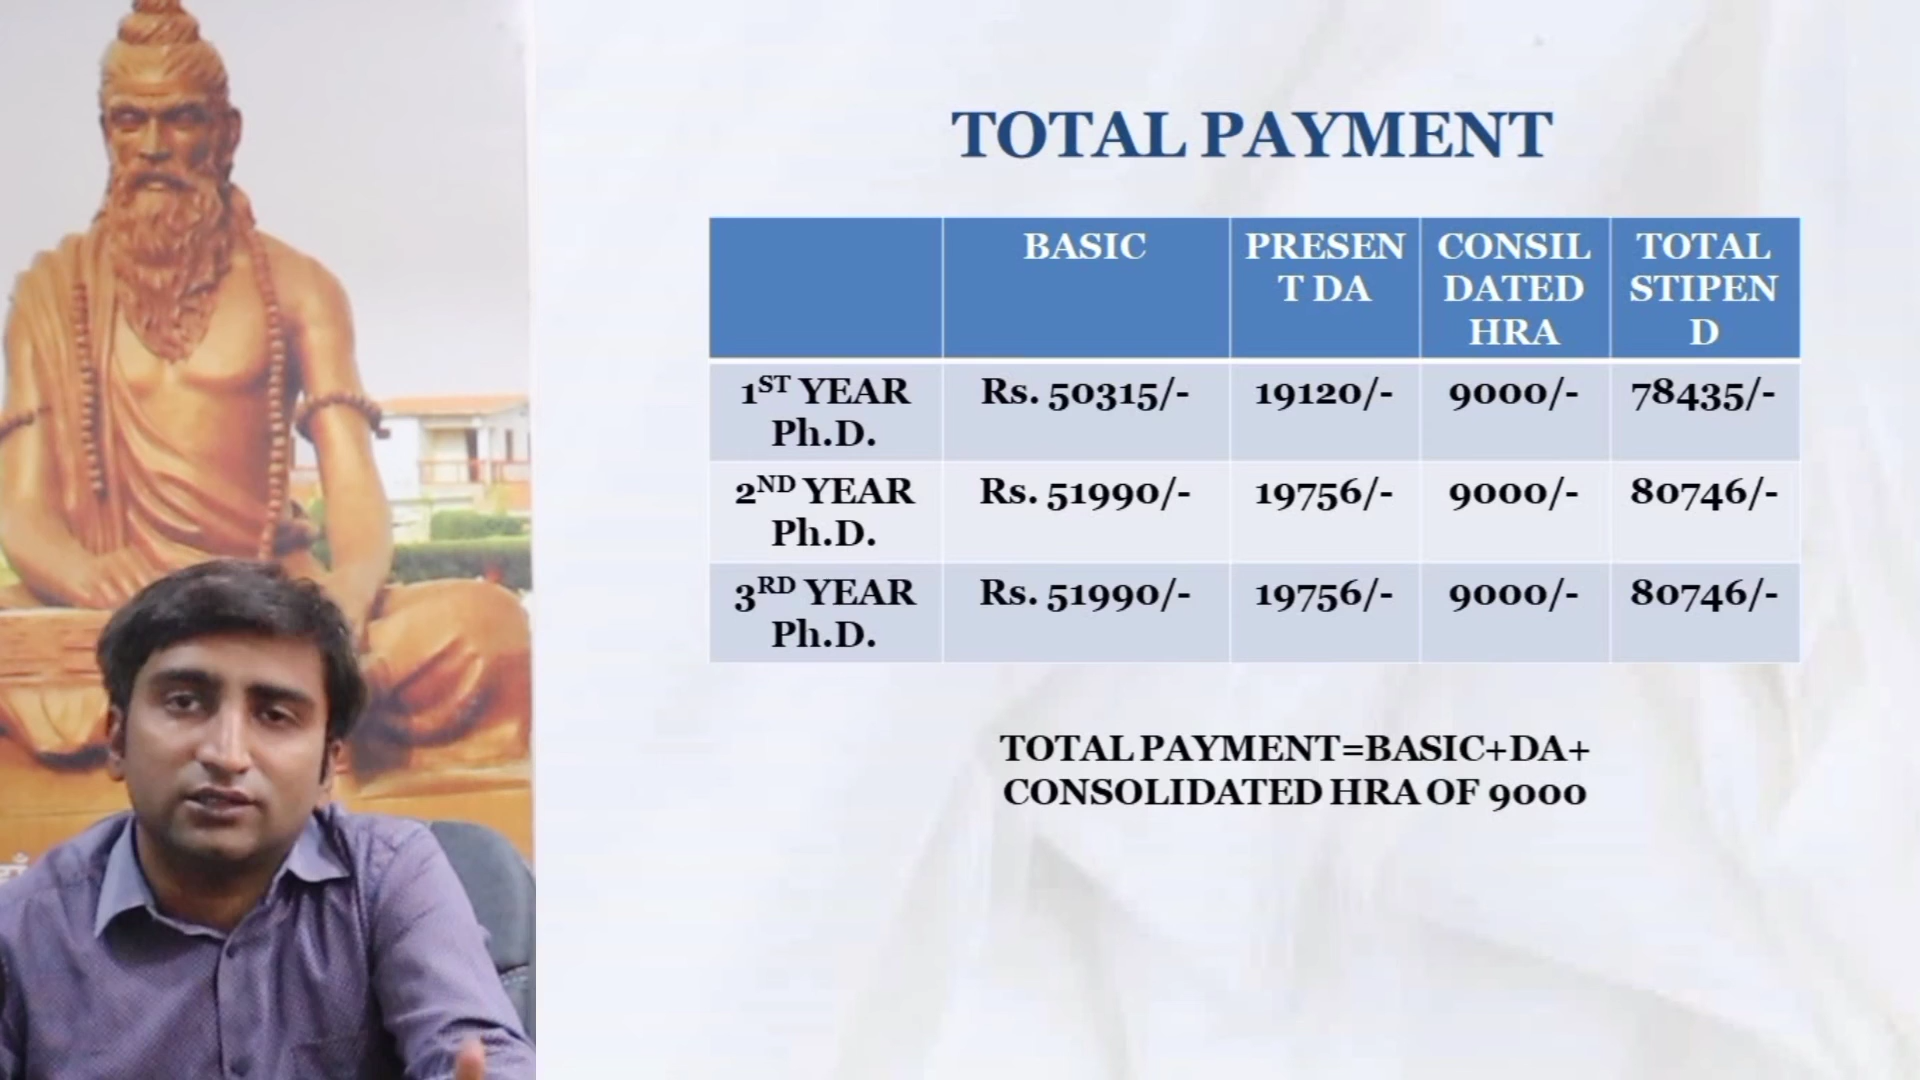 TOTAL PAYMENT
BASIC
PRESEN
T DA
CONSIL
DATED
HRA
TOTAL
STIPEN
D
1ST YEAR
Ph.D.
Rs. 50315/-
19120/-
9000/-
78435/-
2ND YEAR
Ph.D.
Rs. 51990/-
19756/-
9000/-
80746/-
3RD YEAR
Ph.D.
Rs. 51990/-
19756/-
9000/-
80746/-
TOTAL PAYMENT=BASIC+DA+
CONSOLIDATED HRA OF 9000